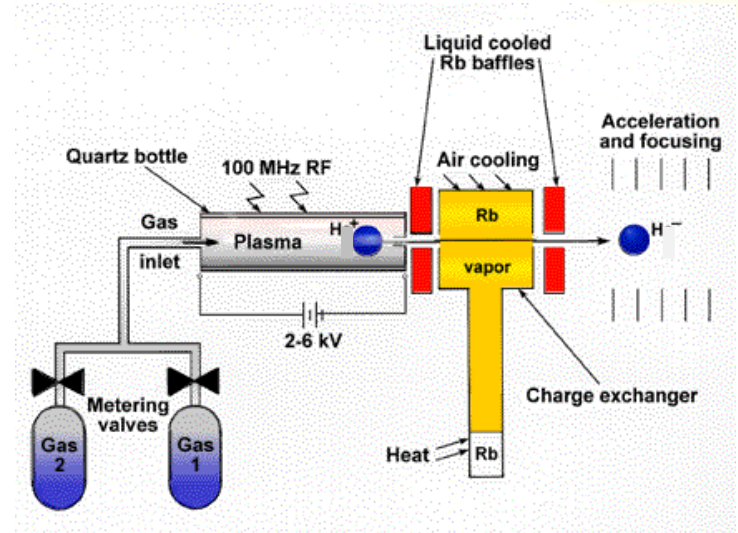 Liquid cooled
Rb baffles
Acceleration
and focusing
Quartz bottle
100 MHz RF
Air cooling
Gas
inlet
Plasma
H+
Rb
vapor
H−
2-6 kV
Metering
valves
Charge exchanger
Gas
2
Gas
1
Heat
Rb